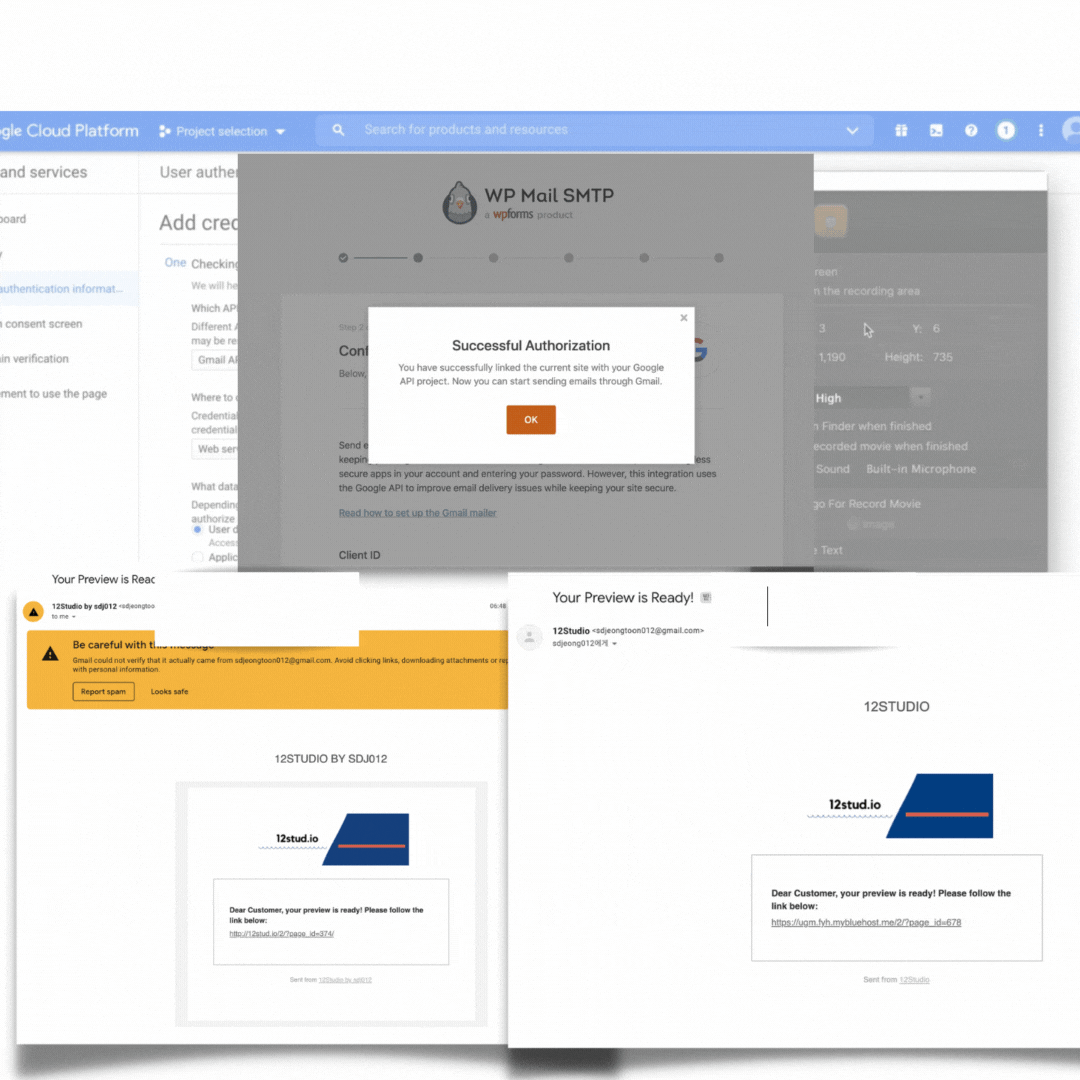 gle Cloud Platform
Project selection
Search for products and resources
1
and services
User auther
oard
Add cred
One Checking
We will he
Which API
Different A
may be re
Gmail AP
authentication informat...
n consent screen
in verification
ment to use the page
Where to c
Credential
credential
Web serv
What data
Depending
authorize
User d
Access
Applic
WP Mail SMTP
a wpforms product
Step 2
Conf
Below,
×
Successful Authorization
You have successfully linked the current site with your Google
API project. Now you can start sending emails through Gmail.
OK
Send e
keeping
less
secure apps in your account and entering your password. However, this integration uses
the Google API to improve email delivery issues while keeping your site secure.
Read how to set up the Gmail mailer
Client ID
reen
n the recording area
3
Y: 6
1,190
Height: 735
High
n Finder when finished
ecorded movie when finished
Sound
Built-in Microphone
go For Record Movie
Image
e Text
Your Preview is Read
12Studio by sdj012 <sdjeongtoo
06:48
to me
Be careful with this message
Gmail could not verify that it actually came from sdjeongtoon012@gmail.com. Avoid clicking links, downloading attachments or rep
with personal information.
Report spam
Looks safe
12STUDIO BY SDJ012
12stud.io
Dear Customer, your preview is ready! Please follow the
link below:
http://12stud.io/2/?page_id=374/
Sent from 12Studio by sdj012
Your Preview is Ready!
12Studio <sdjeongtoon012@gmail.com>
sdjeong012에게
12STUDIO
12stud.io
Dear Customer, your preview is ready! Please follow the
link below:
https://ugm.fyh.mybluehost.me/2/?page_id=678
Sent from 12Studio